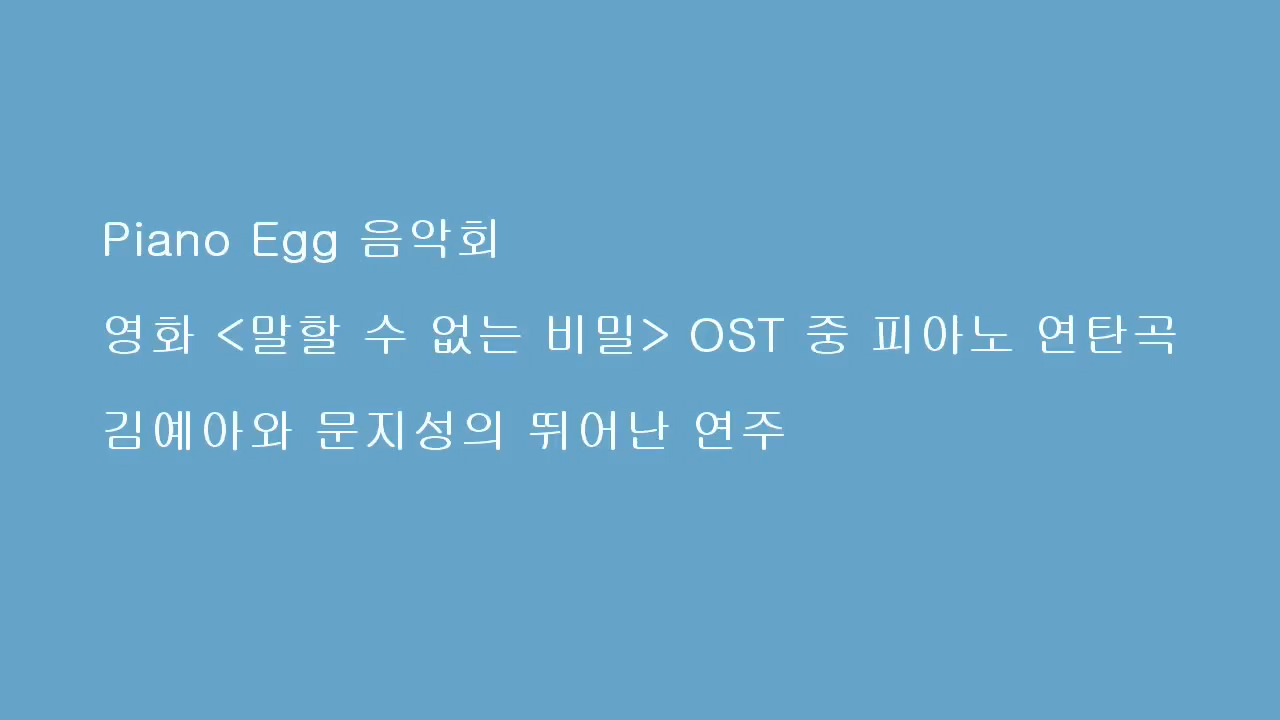 Piano Egg 음악회
영화 <말할 수 없는 비밀> OST 중 피아노 연탄곡
김예아와 문지성의 뛰어난 연주